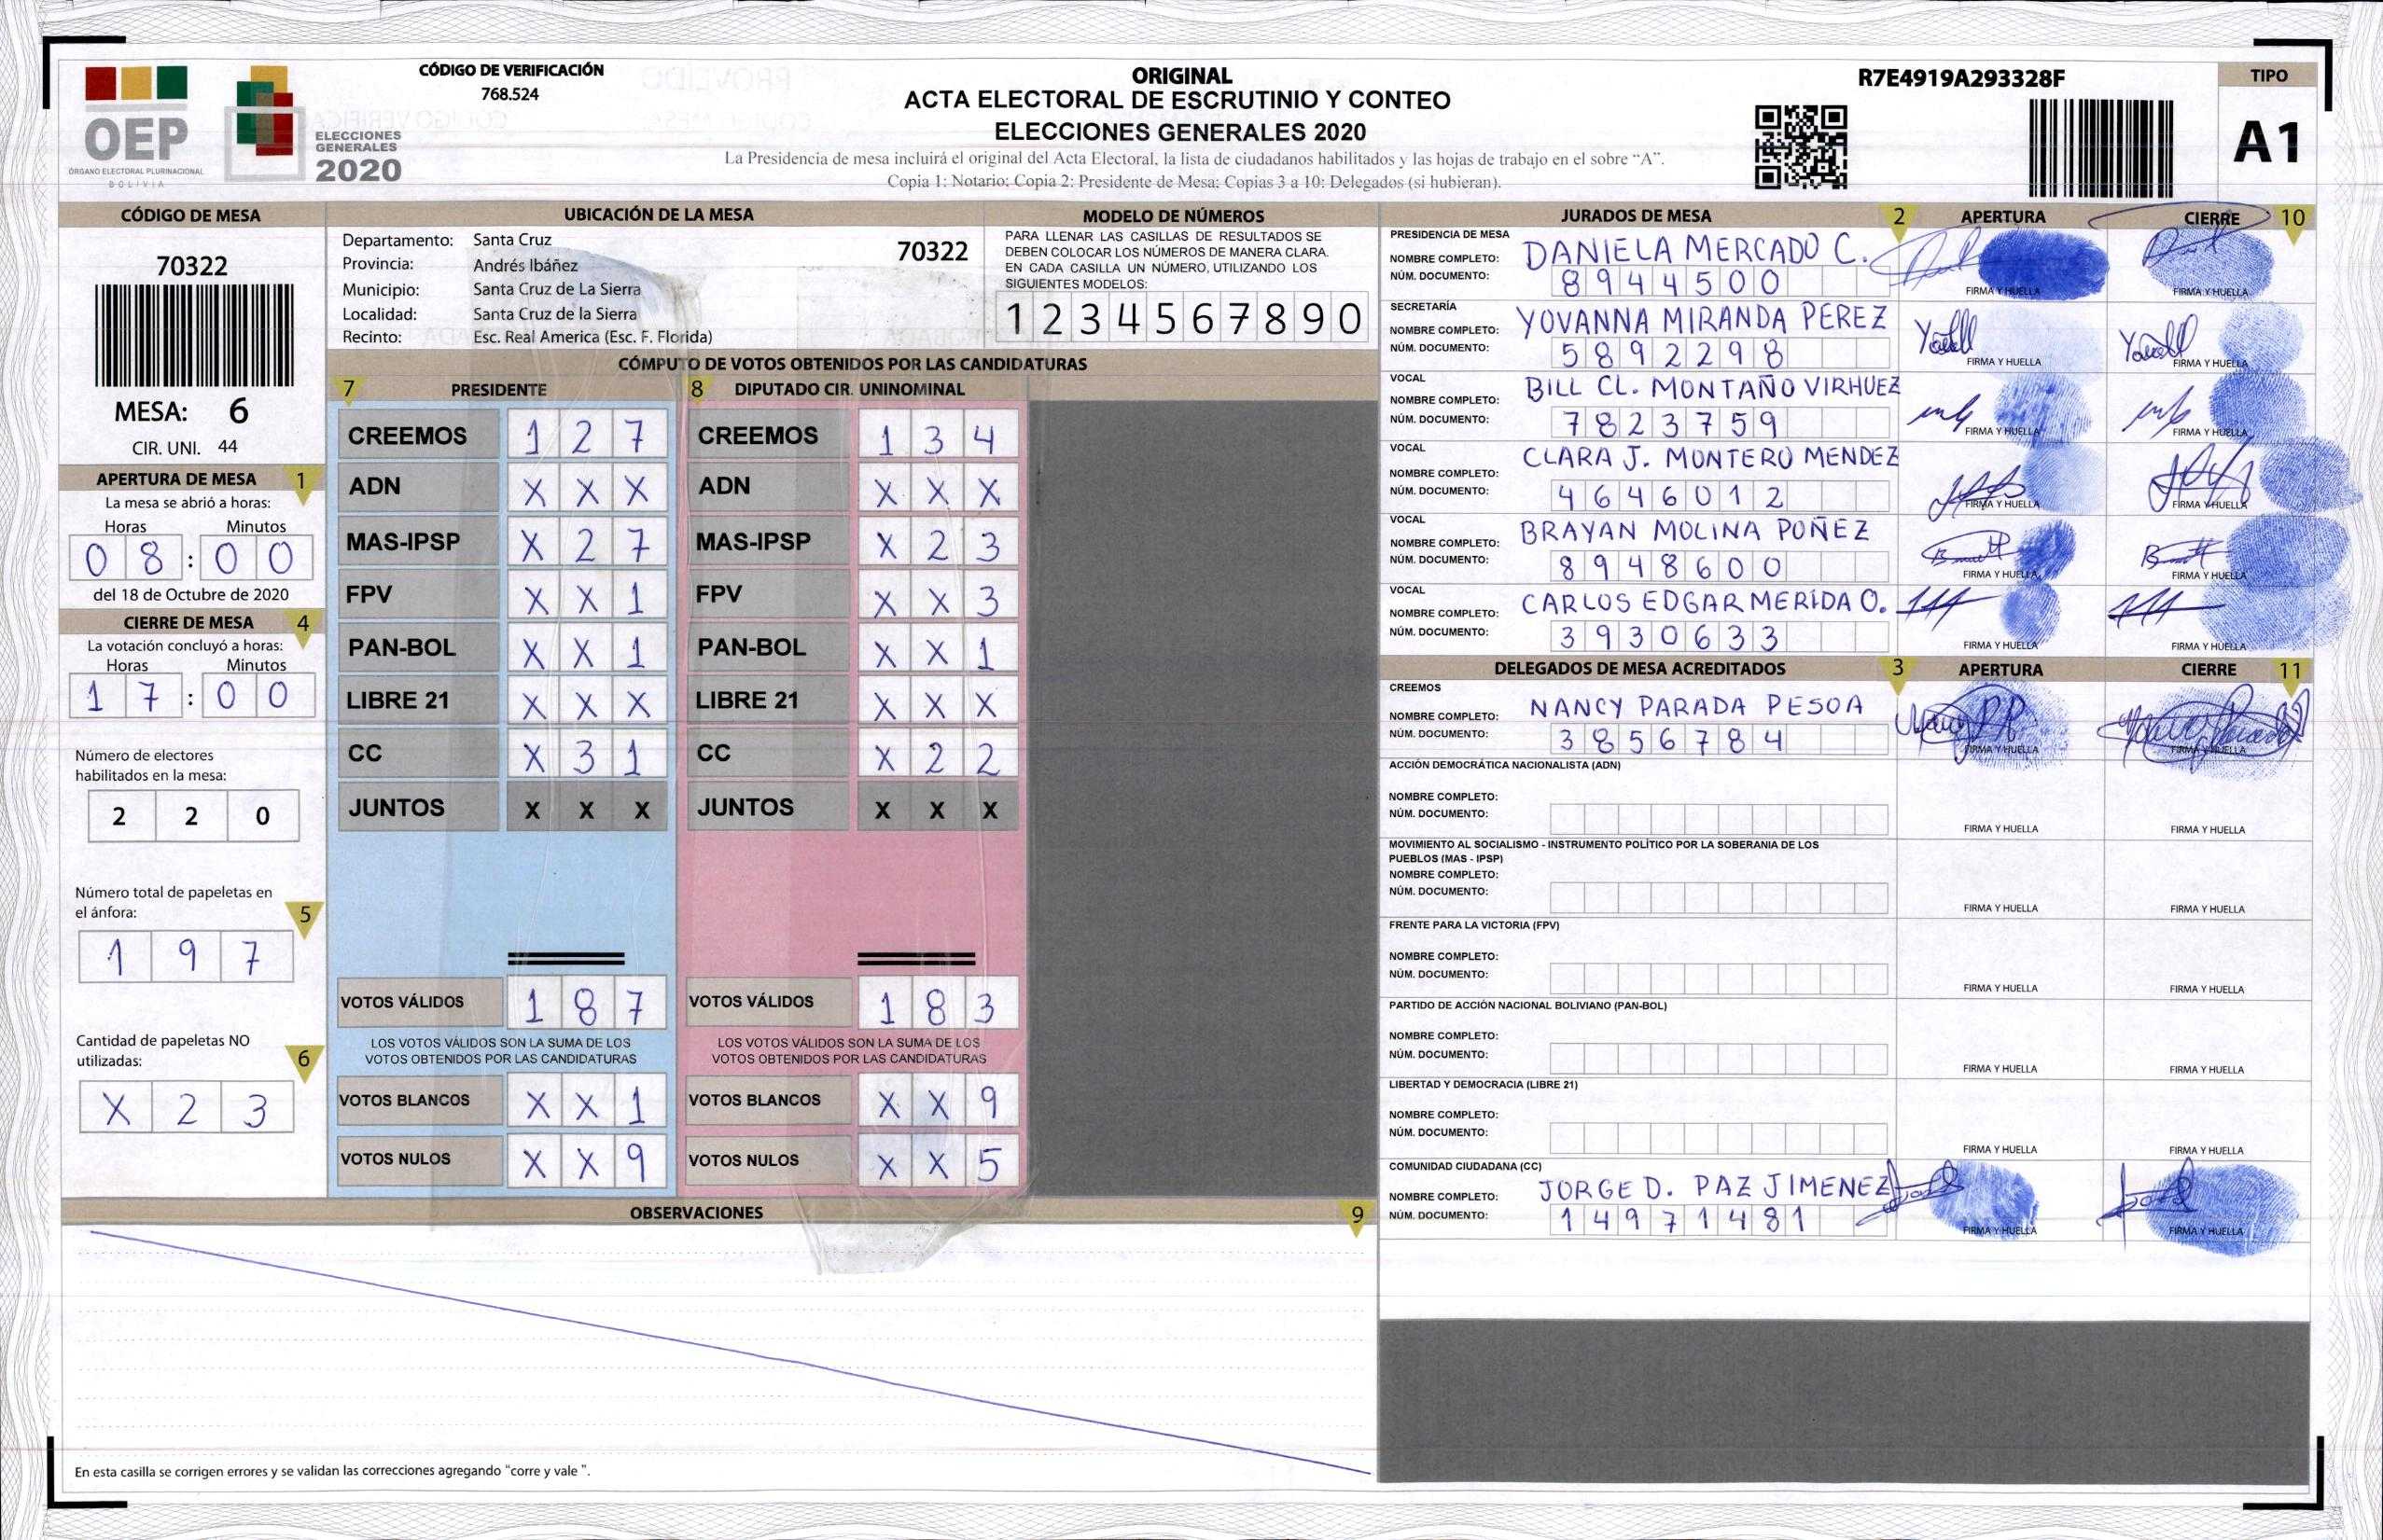 OEP
ÓRGANO ELECTORAL PLURINACIONAL
BOLIVIA
ELECCIONES
GENERALES
2020
CÓDIGO DE VERIFICACIÓN
768.524
ORIGINAL
ACTA ELECTORAL DE ESCRUTINIO Y CONTEO
ELECCIONES GENERALES 2020
La Presidencia de mesa incluirá el original del Acta Electoral, la lista de ciudadanos habilitados y las hojas de trabajo en el sobre “A”.
Copia 1: Notario; Copia 2: Presidente de Mesa; Copias 3 a 10: Delegados (si hubieran).
R7E4919A293328F
TIPO
A1
CÓDIGO DE MESA
70322
MESA: 6
CIR. UNI. 44
APERTURA DE MESA 1
La mesa se abrió a horas:
Horas Minutos
0 8 : 0 0
del 18 de Octubre de 2020
CIERRE DE MESA 4
La votación concluyó a horas:
Horas Minutos
1 7 : 0 0
Número de electores
habilitados en la mesa:
2 2 0
Número total de papeletas en
el ánfora: 5
1 9 7
Cantidad de papeletas NO
utilizadas: 6
X 2 3
UBICACIÓN DE LA MESA
Departamento: Santa Cruz 70322
Provincia: Andrés Ibáñez
Municipio: Santa Cruz de La Sierra
Localidad: Santa Cruz de la Sierra
Recinto: Esc. Real America (Esc. F. Florida)
MODELO DE NÚMEROS
PARA LLENAR LAS CASILLAS DE RESULTADOS SE
DEBEN COLOCAR LOS NÚMEROS DE MANERA CLARA.
EN CADA CASILLA UN NÚMERO, UTILIZANDO LOS
SIGUIENTES MODELOS:
1 2 3 4 5 6 7 8 9 0
CÓMPUTO DE VOTOS OBTENIDOS POR LAS CANDIDATURAS
7 PRESIDENTE 8 DIPUTADO CIR. UNINOMINAL
CREEMOS 1 2 7 CREEMOS 1 3 4
ADN X X X ADN X X X
MAS-IPSP X 2 7 MAS-IPSP X 2 3
FPV X X 1 FPV X X 3
PAN-BOL X X 1 PAN-BOL X X 1
LIBRE 21 X X X LIBRE 21 X X X
CC X 3 1 CC X 2 2
JUNTOS X X X JUNTOS X X X
VOTOS VÁLIDOS 1 8 7 VOTOS VÁLIDOS 1 8 3
LOS VOTOS VÁLIDOS SON LA SUMA DE LOS LOS VOTOS VÁLIDOS SON LA SUMA DE LOS
VOTOS OBTENIDOS POR LAS CANDIDATURAS VOTOS OBTENIDOS POR LAS CANDIDATURAS
VOTOS BLANCOS X X 1 VOTOS BLANCOS X X 9
VOTOS NULOS X X 9 VOTOS NULOS X X 5
OBSERVACIONES 9
En esta casilla se corrigen errores y se validan las correcciones agregando “corre y vale ”.
JURADOS DE MESA 2 APERTURA CIERRE 10
PRESIDENCIA DE MESA
NOMBRE COMPLETO: DANIELA MERCADO C.
NÚM. DOCUMENTO: 8944500
FIRMA Y HUELLA FIRMA Y HUELLA
SECRETARÍA
NOMBRE COMPLETO: YOVANNA MIRANDA PEREZ
NÚM. DOCUMENTO: 5892298
FIRMA Y HUELLA FIRMA Y HUELLA
VOCAL
NOMBRE COMPLETO: BILL CL. MONTAÑO VIRHUEZ
NÚM. DOCUMENTO: 7823759
FIRMA Y HUELLA FIRMA Y HUELLA
VOCAL
NOMBRE COMPLETO: CLARA J. MONTERO MENDEZ
NÚM. DOCUMENTO: 4646012
FIRMA Y HUELLA FIRMA Y HUELLA
VOCAL
NOMBRE COMPLETO: BRAYAN MOLINA POÑEZ
NÚM. DOCUMENTO: 8948600
FIRMA Y HUELLA FIRMA Y HUELLA
VOCAL
NOMBRE COMPLETO: CARLOS EDGAR MERIDA O.
NÚM. DOCUMENTO: 3930633
FIRMA Y HUELLA FIRMA Y HUELLA
DELEGADOS DE MESA ACREDITADOS 3 APERTURA CIERRE 11
CREEMOS
NOMBRE COMPLETO: NANCY PARADA PESOA
NÚM. DOCUMENTO: 3856784
FIRMA Y HUELLA FIRMA Y HUELLA
ACCIÓN DEMOCRÁTICA NACIONALISTA (ADN)
NOMBRE COMPLETO:
NÚM. DOCUMENTO:
FIRMA Y HUELLA FIRMA Y HUELLA
MOVIMIENTO AL SOCIALISMO - INSTRUMENTO POLÍTICO POR LA SOBERANIA DE LOS
PUEBLOS (MAS - IPSP)
NOMBRE COMPLETO:
NÚM. DOCUMENTO:
FIRMA Y HUELLA FIRMA Y HUELLA
FRENTE PARA LA VICTORIA (FPV)
NOMBRE COMPLETO:
NÚM. DOCUMENTO:
FIRMA Y HUELLA FIRMA Y HUELLA
PARTIDO DE ACCIÓN NACIONAL BOLIVIANO (PAN-BOL)
NOMBRE COMPLETO:
NÚM. DOCUMENTO:
FIRMA Y HUELLA FIRMA Y HUELLA
LIBERTAD Y DEMOCRACIA (LIBRE 21)
NOMBRE COMPLETO:
NÚM. DOCUMENTO:
FIRMA Y HUELLA FIRMA Y HUELLA
COMUNIDAD CIUDADANA (CC)
NOMBRE COMPLETO: JORGE D. PAZ JIMENEZ
NÚM. DOCUMENTO: 14971481
FIRMA Y HUELLA FIRMA Y HUELLA